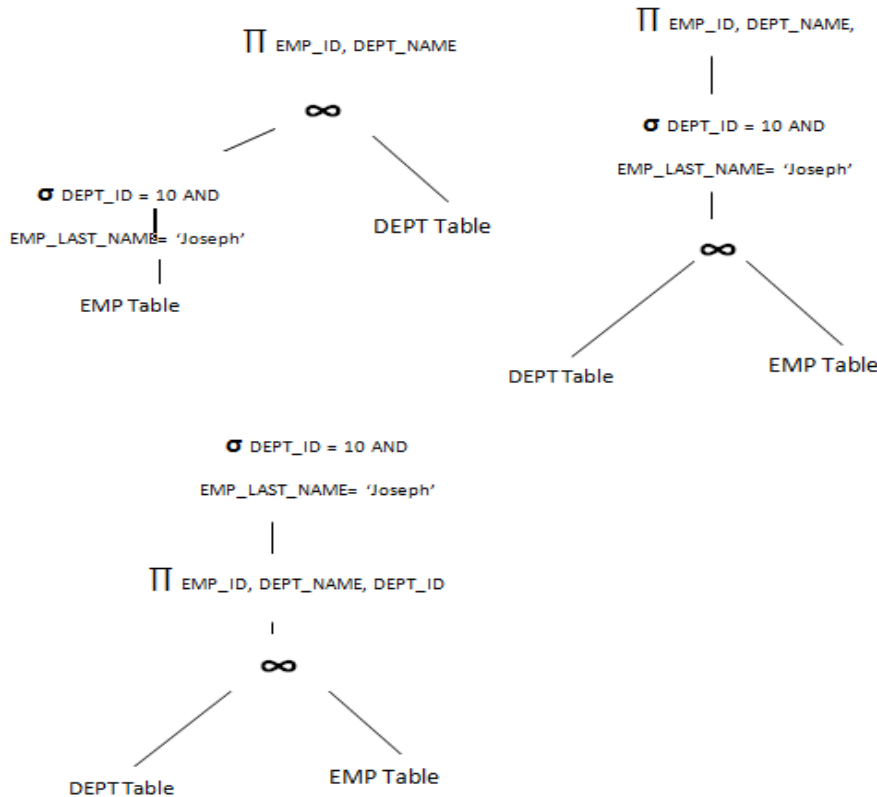 ∏ EMP_ID, DEPT_NAME
∞
σ DEPT_ID = 10 AND
EMP_LAST_NAME= ‘Joseph’
EMP Table
DEPT Table
∏ EMP_ID, DEPT_NAME,
σ DEPT_ID = 10 AND
EMP_LAST_NAME= ‘Joseph’
∞
DEPT Table
EMP Table
σ DEPT_ID = 10 AND
EMP_LAST_NAME= ‘Joseph’
∏ EMP_ID, DEPT_NAME, DEPT_ID
∞
DEPT Table
EMP Table